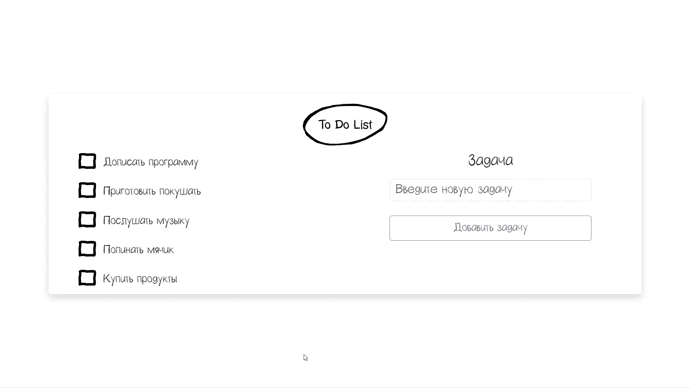 To Do List
Дописать программу
Приготовить покушать
Послушать музыку
Попинать мячик
Купить продукты
Задача
Введите новую задачу
Добавить задачу